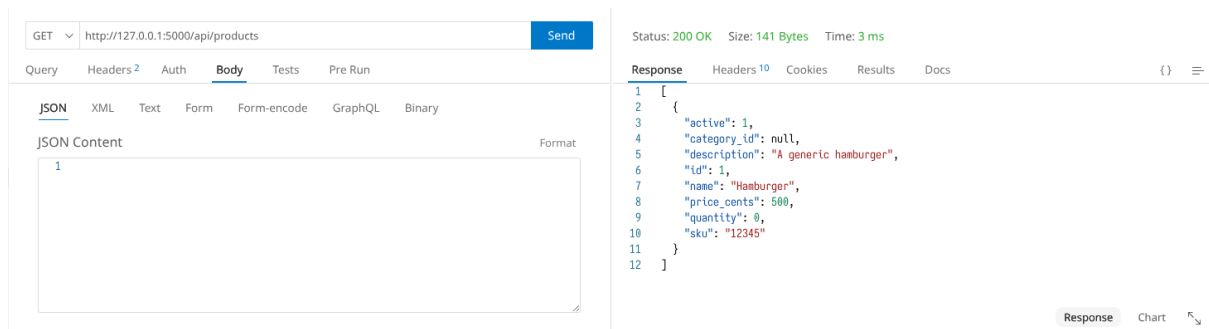 GET http://127.0.0.1:5000/api/products Send
Query Headers 2 Auth Body Tests Pre Run
JSON XML Text Form Form-encode GraphQL Binary
JSON Content Format
1
Status: 200 OK Size: 141 Bytes Time: 3 ms
Response Headers 10 Cookies Results Docs { }
1 [
2 {
3 "active": 1,
4 "category_id": null,
5 "description": "A generic hamburger",
6 "id": 1,
7 "name": "Hamburger",
8 "price_cents": 500,
9 "quantity": 0,
10 "sku": "12345"
11 }
12 ]
Response Chart